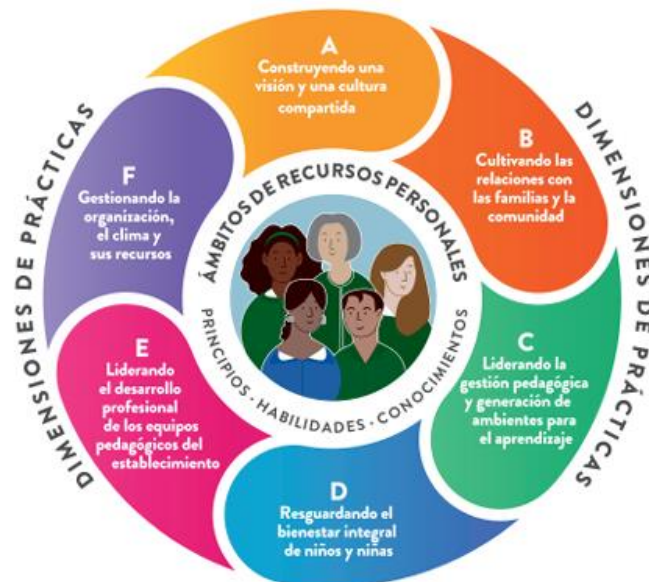 DIMENSIONES DE PRÁCTICAS
DIMENSIONES DE PRÁCTICAS
A
Construyendo una
visión y una cultura
compartida
B
Cultivando las
relaciones con
las familias y la
comunidad
C
Liderando la
gestión pedagógica
y generación de
ambientes para
el aprendizaje
D
Resguardando el
bienestar integral
de niños y niñas
E
Liderando
el desarrollo
profesional
de los equipos
pedagógicos del
establecimiento
F
Gestionando la
organización,
el clima y
sus recursos
ÁMBITOS DE RECURSOS PERSONALES
PRINCIPIOS · HABILIDADES · CONOCIMIENTOS